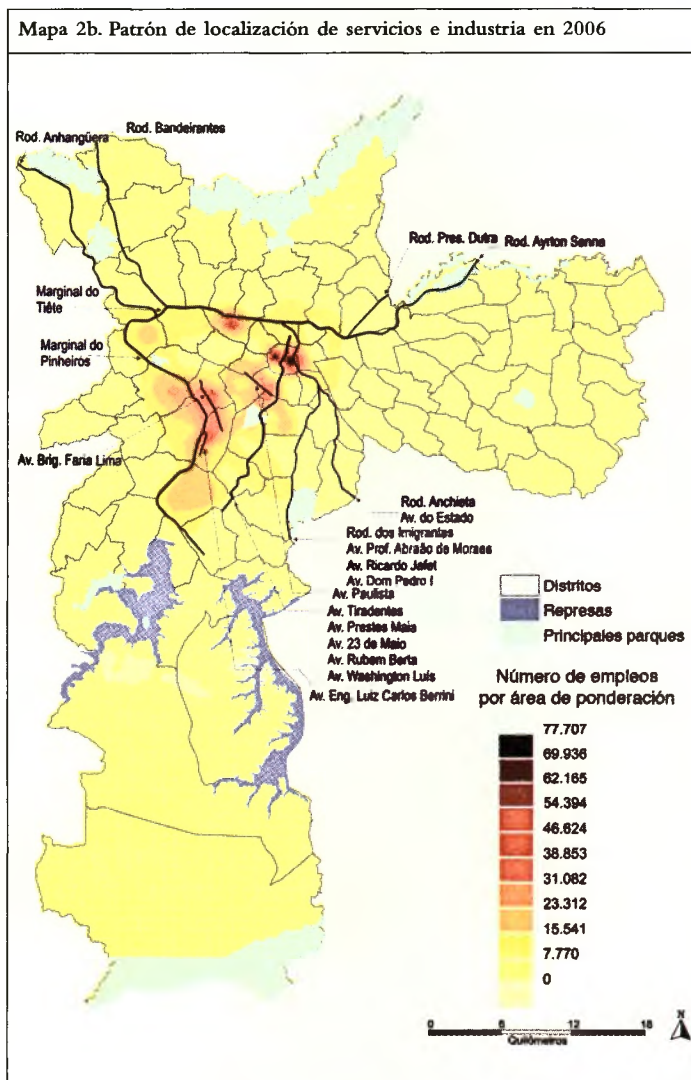 Mapa 2b. Patrón de localización de servicios e industria en 2006
Rod. Bandeirantes
Rod. Anhangüera
Rod. Pres. Dutra
Rod. Ayrton Senna
Marginal do
Tiête
Marginal do
Pinheiros
Av. Brig. Faria Lima
Rod. Anchieta
Av. do Estado
Rod. dos Imigrantes
Av. Prof. Abraão de Moraes
Av. Ricardo Jafet
Av. Dom Pedro I
Av. Paulista
Av. Tiradentes
Av. Prestes Maia
Av. 23 de Maio
Av. Rubem Berta
Av. Washington Luís
Av. Eng. Luiz Carlos Berrini
Distritos
Represas
Principales parques
Número de empleos
por área de ponderación
77.707
69.936
62.165
54.394
46.624
38.853
31.082
23.312
15.541
7.770
0
0 6 12 18
Quilómetros
N